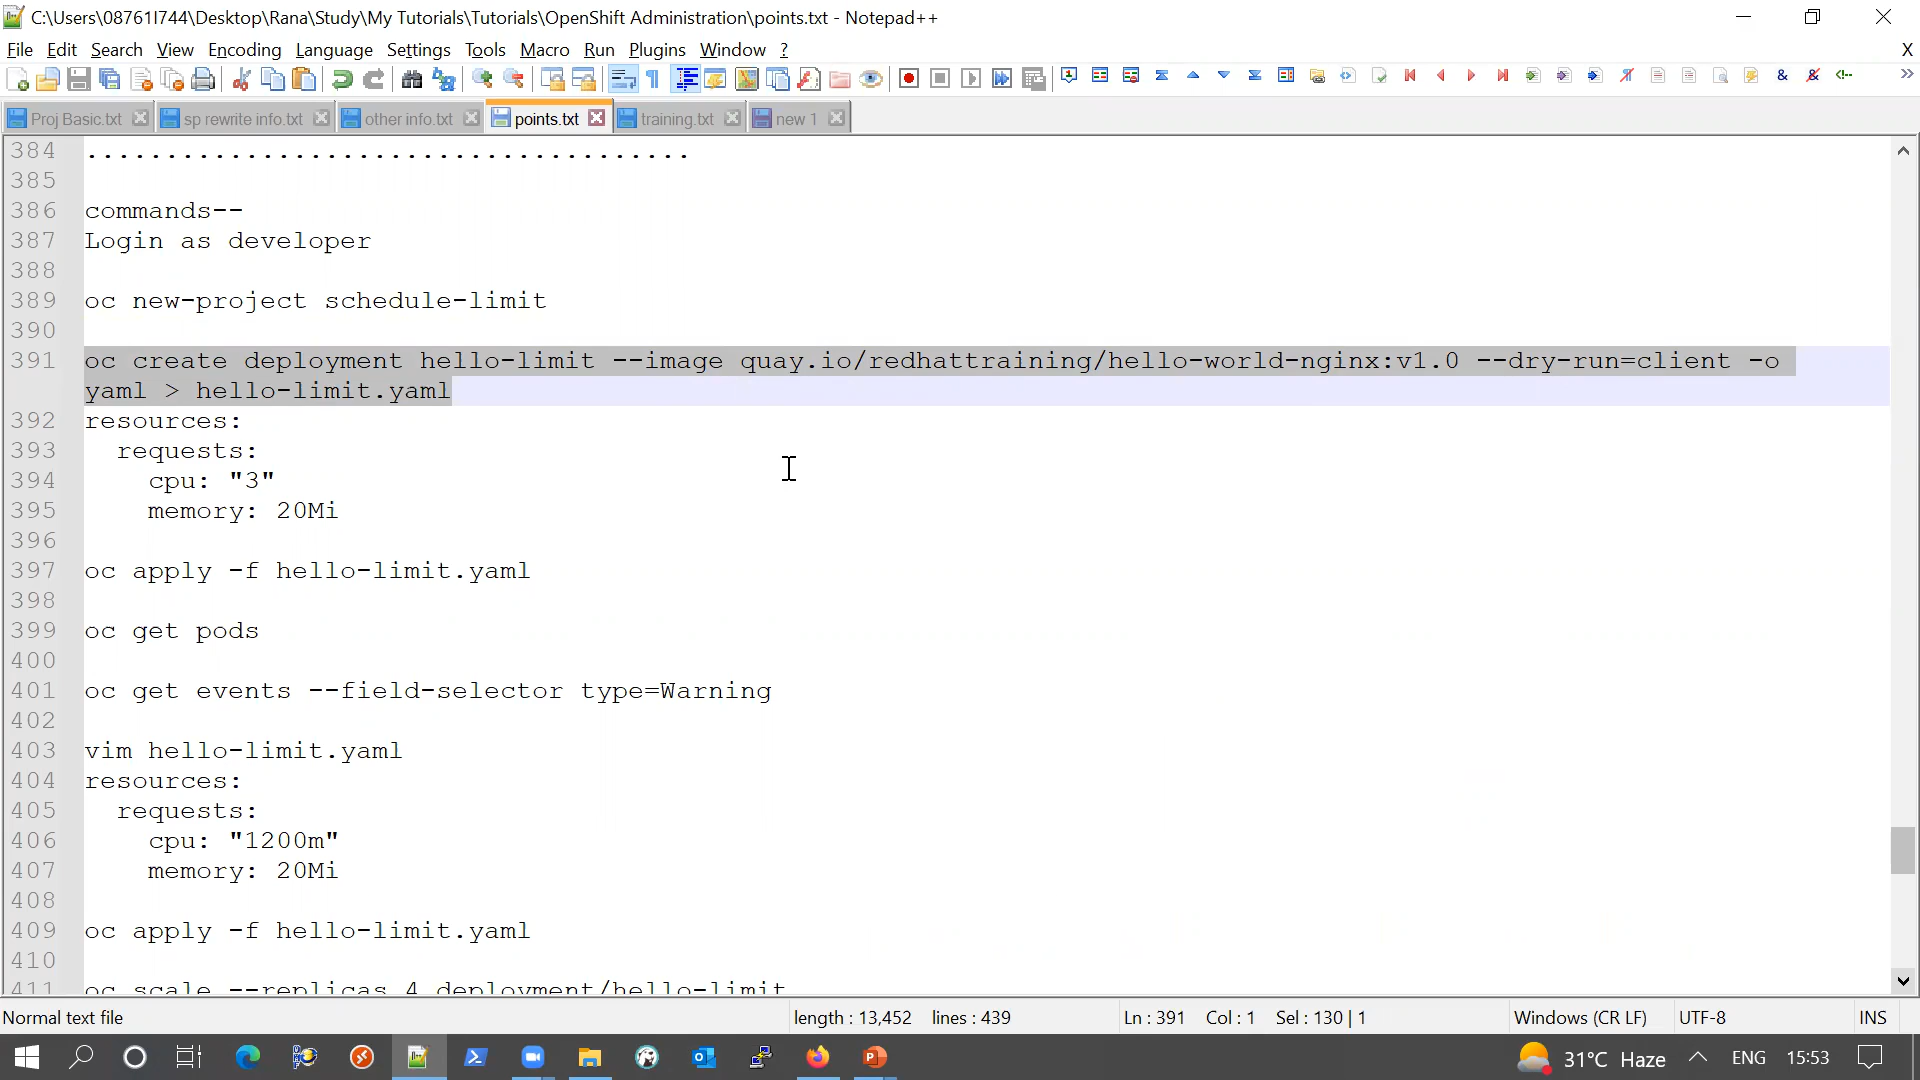 C:\Users\08761I744\Desktop\Rana\Study\My Tutorials\Tutorials\OpenShift Administration\points.txt - Notepad++
File Edit Search View Encoding Language Settings Tools Macro Run Plugins Window ? X
Proj Basic.txt sp rewrite info.txt other info.txt points.txt training.txt new 1
384 ......................................
385
386 commands--
387 Login as developer
388
389 oc new-project schedule-limit
390
391 oc create deployment hello-limit --image quay.io/redhattraining/hello-world-nginx:v1.0 --dry-run=client -o
yaml > hello-limit.yaml
392 resources:
393 requests:
394 cpu: "3"
395 memory: 20Mi
396
397 oc apply -f hello-limit.yaml
398
399 oc get pods
400
401 oc get events --field-selector type=Warning
402
403 vim hello-limit.yaml
404 resources:
405 requests:
406 cpu: "1200m"
407 memory: 20Mi
408
409 oc apply -f hello-limit.yaml
410
411 oc scale --replicas 4 deployment/hello-limit
Normal text file length : 13,452 lines : 439 Ln : 391 Col : 1 Sel : 130 | 1 Windows (CR LF) UTF-8 INS
31°C Haze ENG 15:53